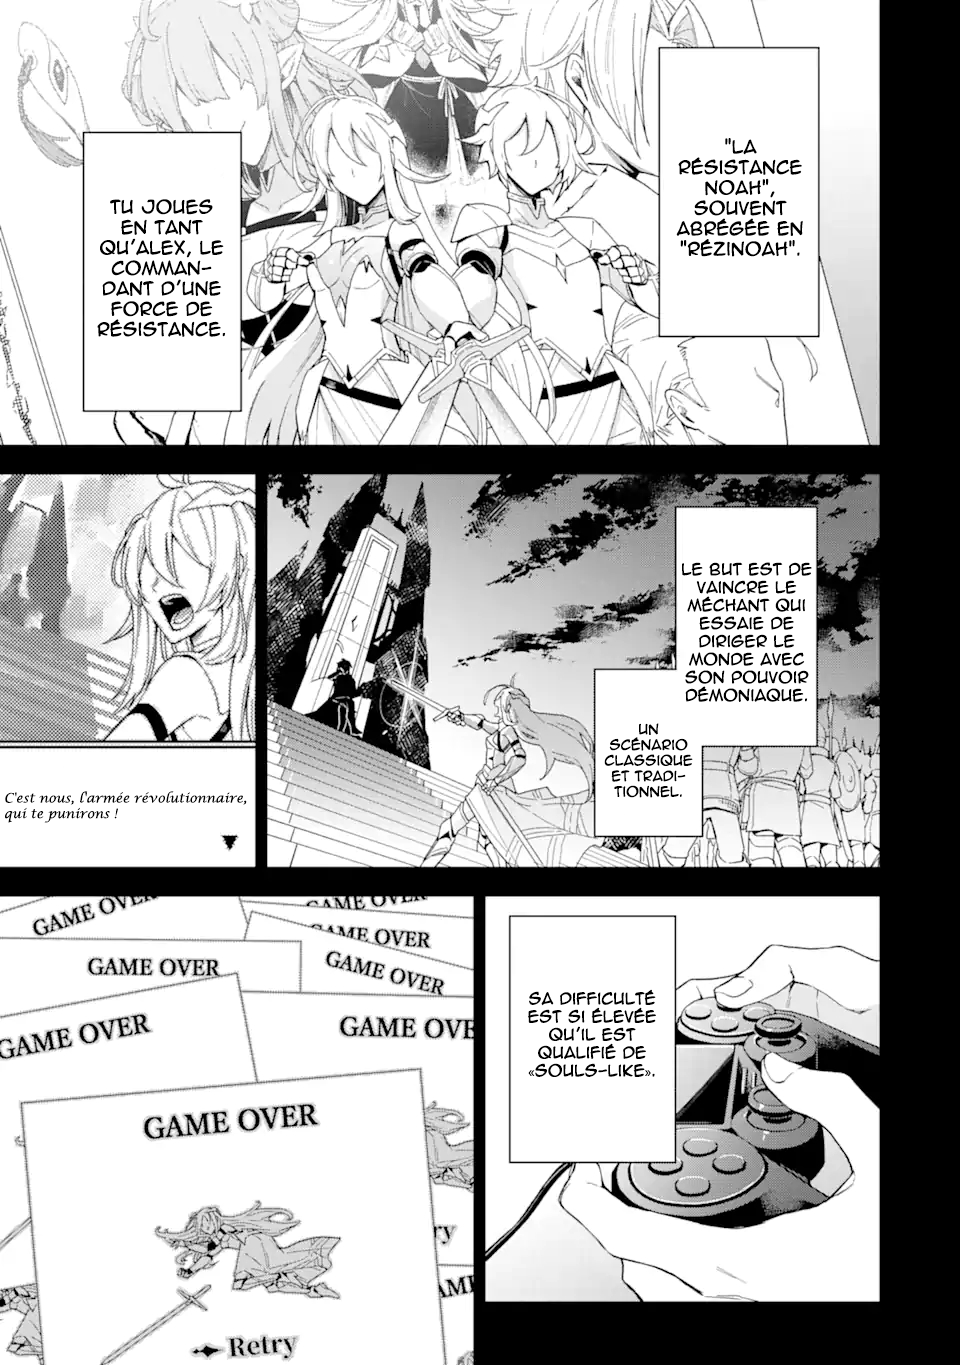 "LA
RÉSISTANCE
NOAH",
SOUVENT
ABRÉGÉE EN
"RÉZINOAH".
TU JOUES
EN TANT
QU'ALEX, LE
COMMAN-
DANT D'UNE
FORCE DE
RÉSISTANCE.
LE BUT EST DE
VAINCRE LE
MÉCHANT QUI
ESSAIE DE
DIRIGER LE
MONDE AVEC
SON POUVOIR
DÉMONIAQUE.
UN
SCÉNARIO
CLASSIQUE
ET TRADI-
TIONNEL.
C'est nous, l'armée révolutionnaire,
qui te punirons !
SA DIFFICULTÉ
EST SI ÉLEVÉE
QU'IL EST
QUALIFIÉ DE
«SOULS-LIKE».
GAME OVER
GAME OVER
GAME OVER
GAME OVER
GAME OVER
GAME OVER
GAME OVER
GAME OVER
Retry